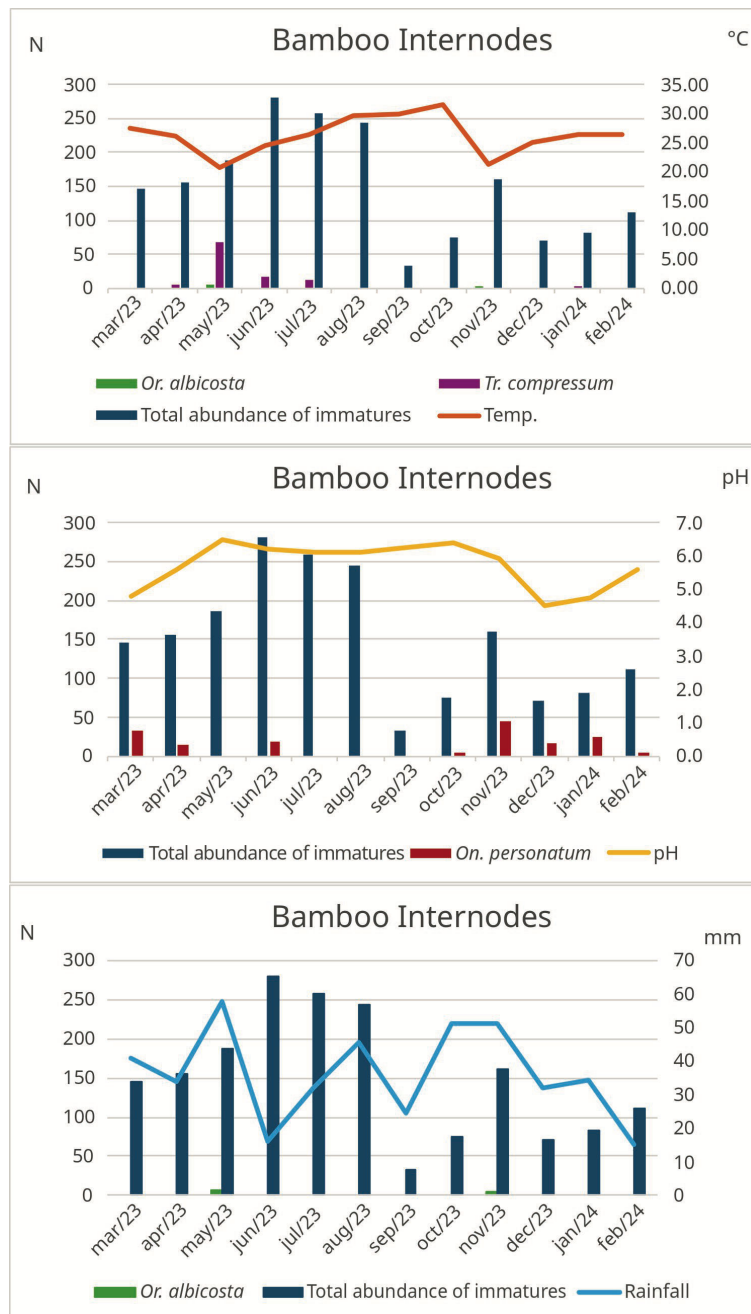 Bamboo Internodes
N
°C
300 35.00
250 30.00
200 25.00
150 20.00
100 15.00
50 10.00
0 5.00
0.00
mar/23 apr/23 may/23 jun/23 jul/23 aug/23 sep/23 oct/23 nov/23 dec/23 jan/24 feb/24
Or. albicosta Tr. compressum
Total abundance of immatures Temp.
Bamboo Internodes
N
pH
300 7.0
250 6.0
200 5.0
150 4.0
100 3.0
50 2.0
0 1.0
0.0
mar/23 apr/23 may/23 jun/23 jul/23 aug/23 sep/23 oct/23 nov/23 dec/23 jan/24 feb/24
Total abundance of immatures On. personatum pH
Bamboo Internodes
N
mm
300 70
250 60
200 50
150 40
100 30
50 20
0 10
0
mar/23 apr/23 may/23 jun/23 jul/23 aug/23 sep/23 oct/23 nov/23 dec/23 jan/24 feb/24
Or. albicosta Total abundance of immatures Rainfall